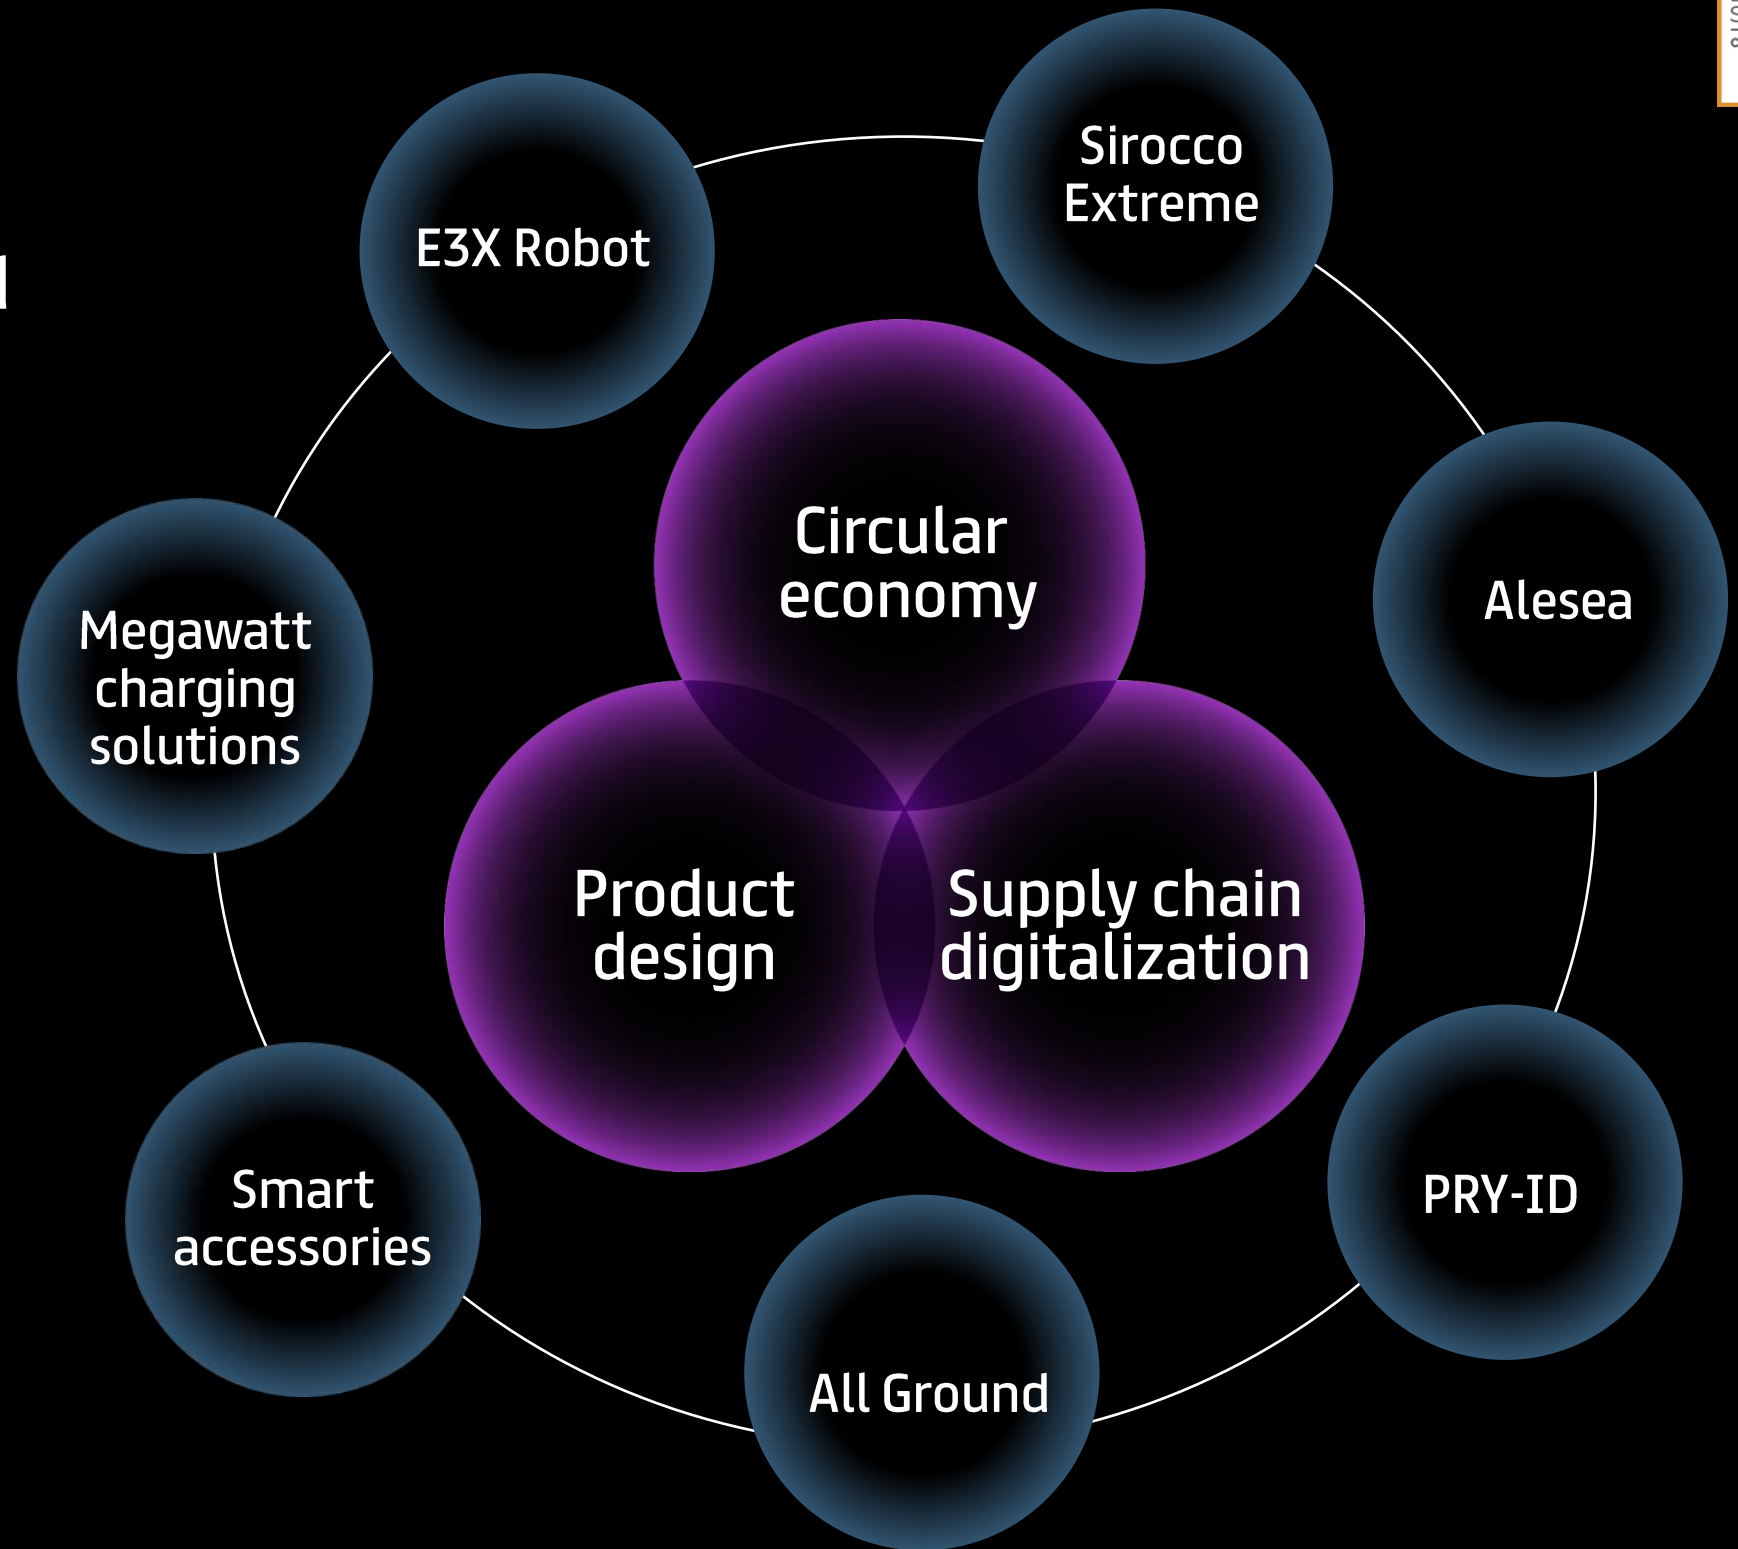 Sirocco
Extreme
E3X Robot
Circular
economy
Alesea
Megawatt
charging
solutions
Product
design
Supply chain
digitalization
Smart
accessories
PRY-ID
All Ground